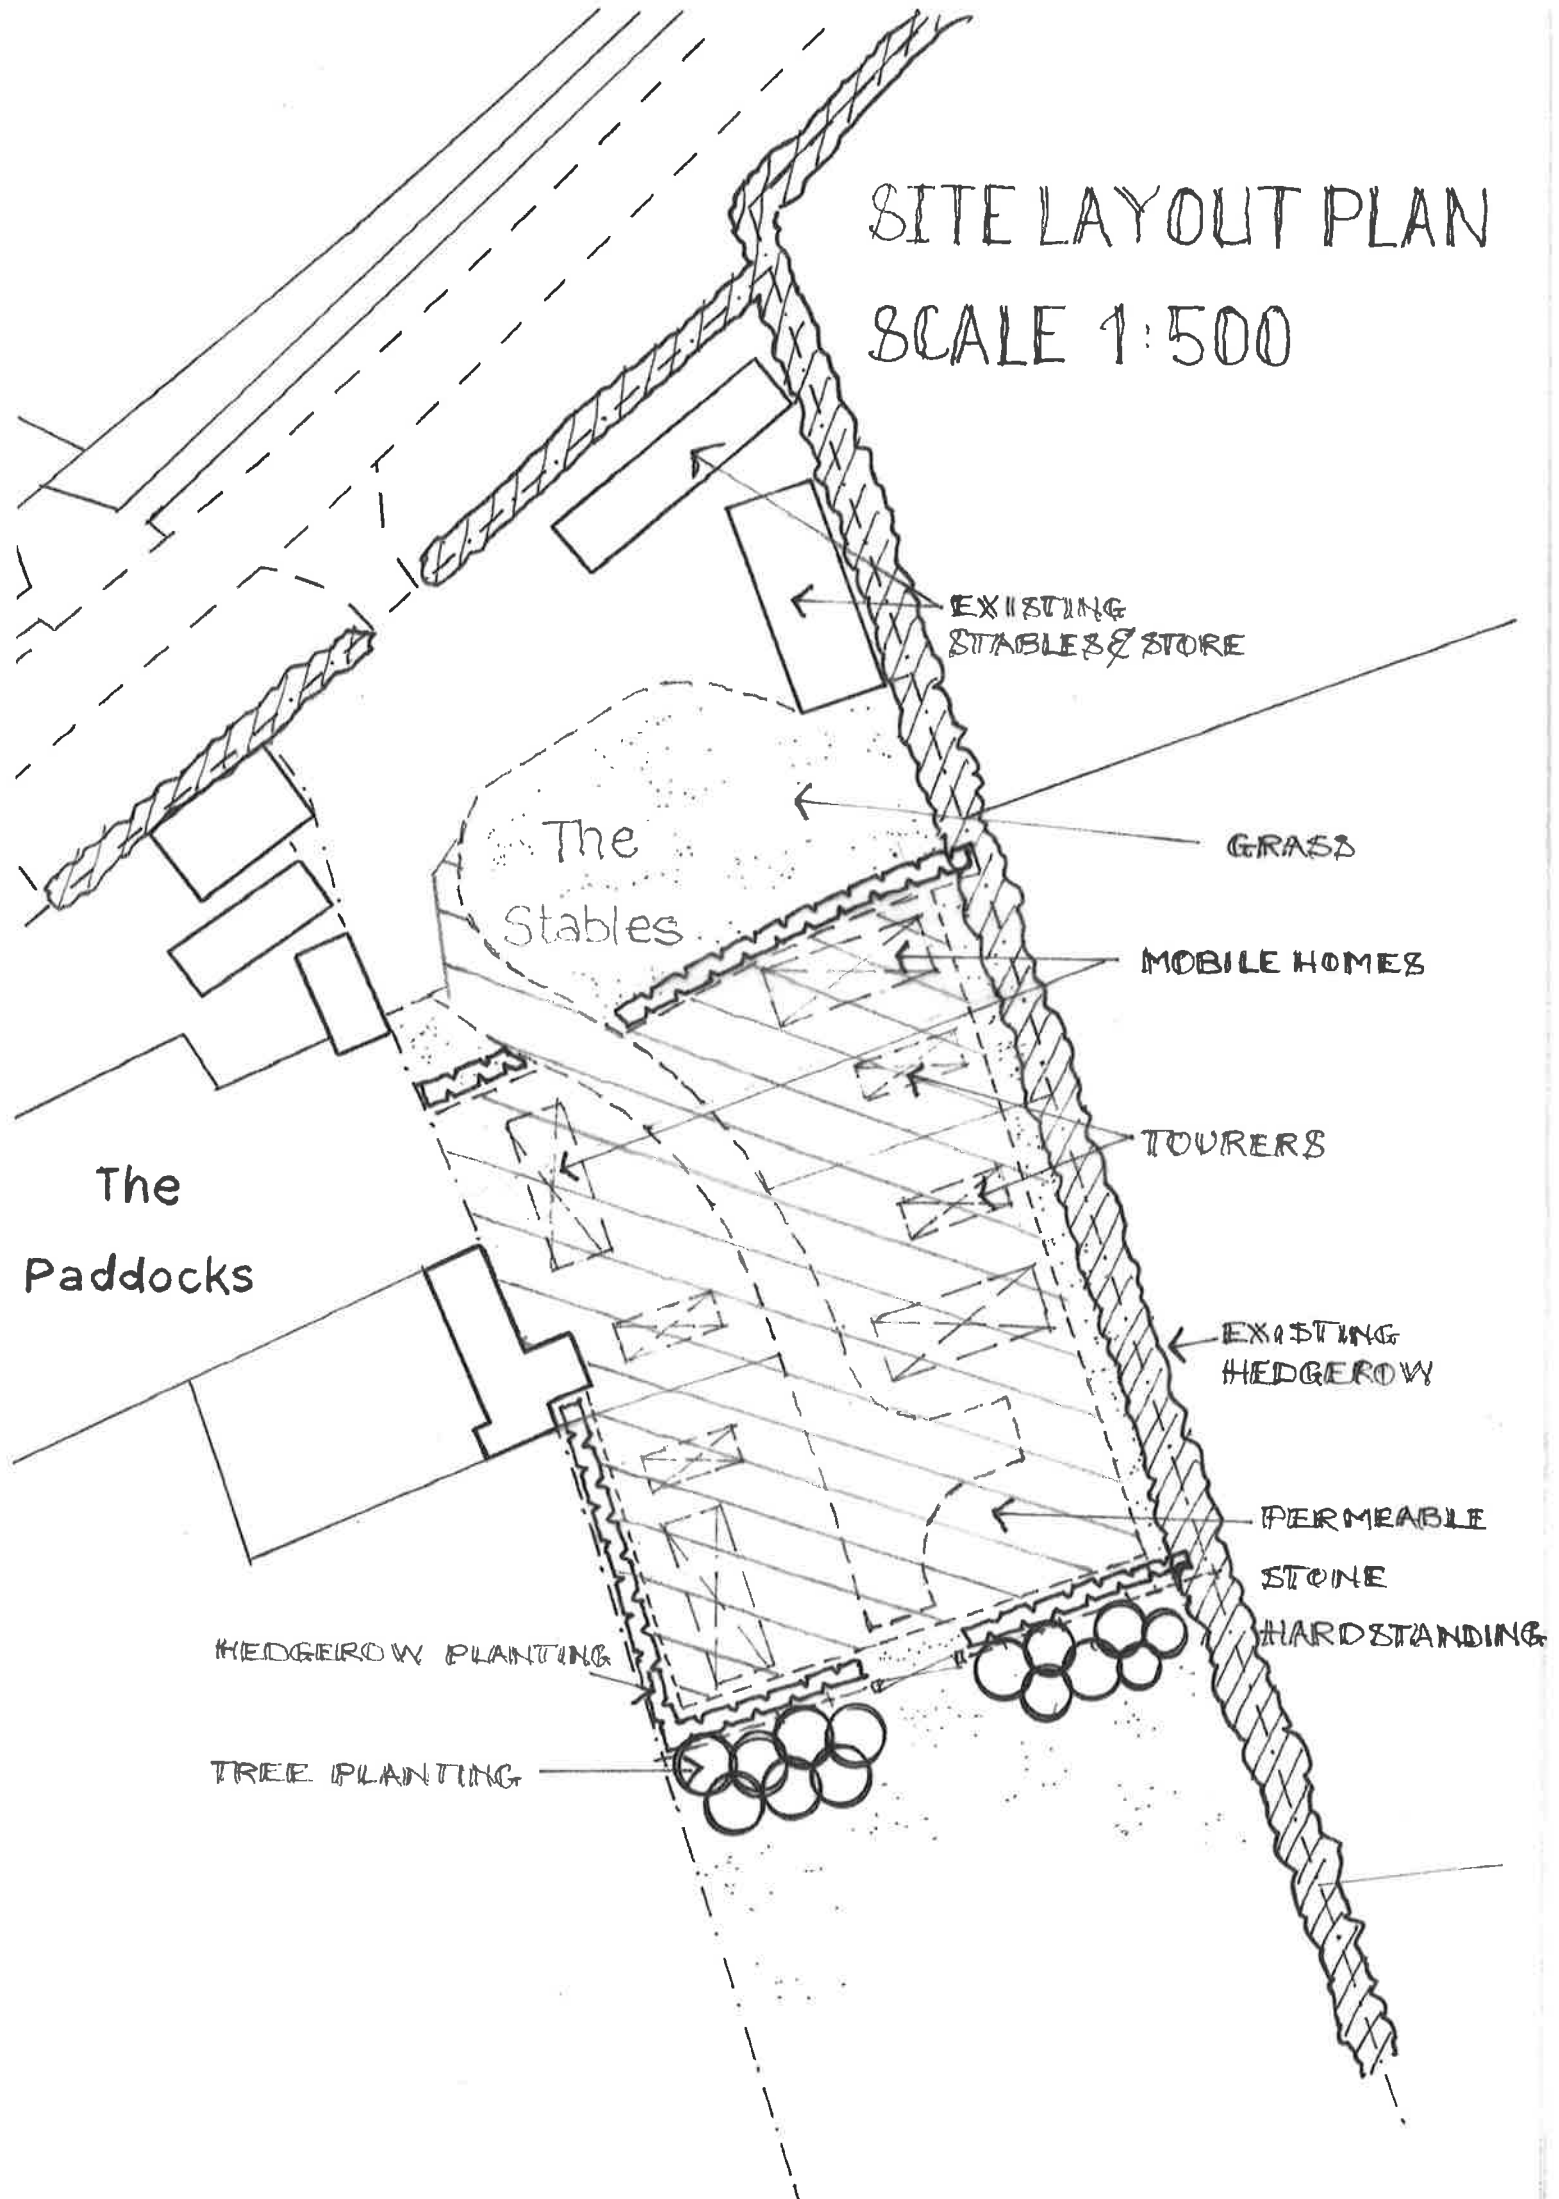 SITE LAYOUT PLAN
SCALE 1:500
EXISTING
STABLES & STORE
GRASS
The
Stables
MOBILE HOMES
TOURERS
The
Paddocks
EXISTING
HEDGEROW
PERMEABLE
STONE
HARDSTANDING
HEDGEROW PLANTING
TREE PLANTING